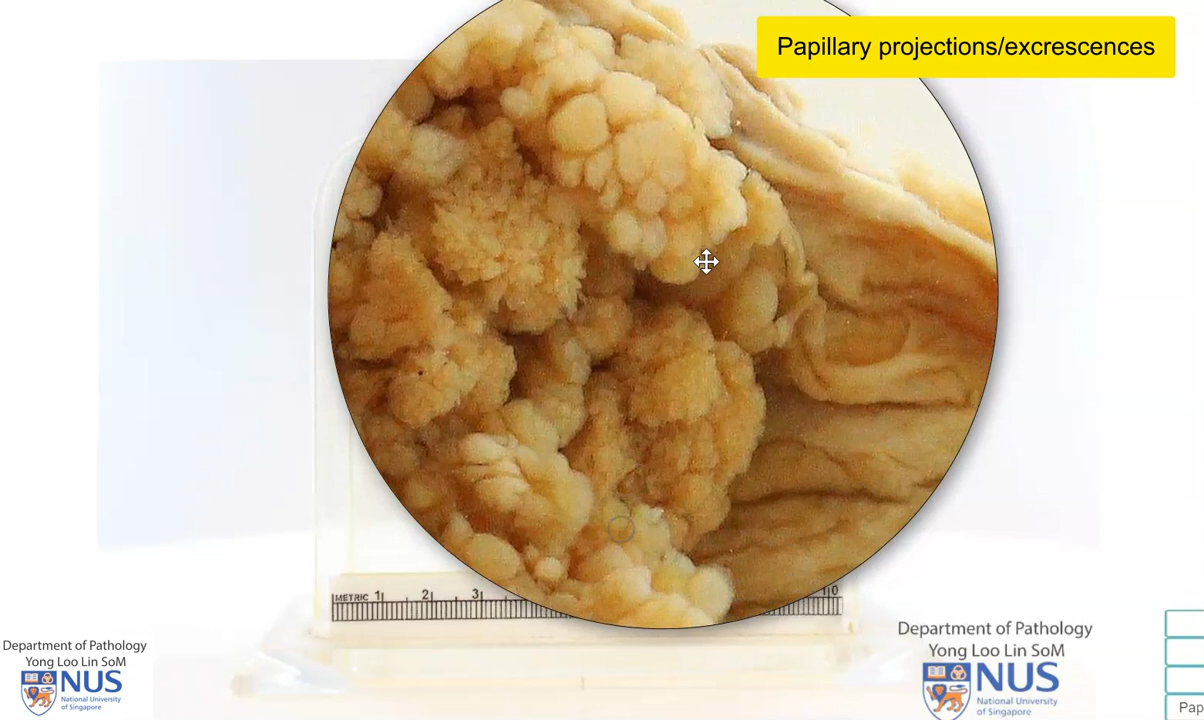 Papillary projections/excrescences
METRIC 1 2 3 10
Department of Pathology
Yong Loo Lin SoM
NUS
National University
of Singapore
Department of Pathology
Yong Loo Lin SoM
NUS
National University
of Singapore
Pap